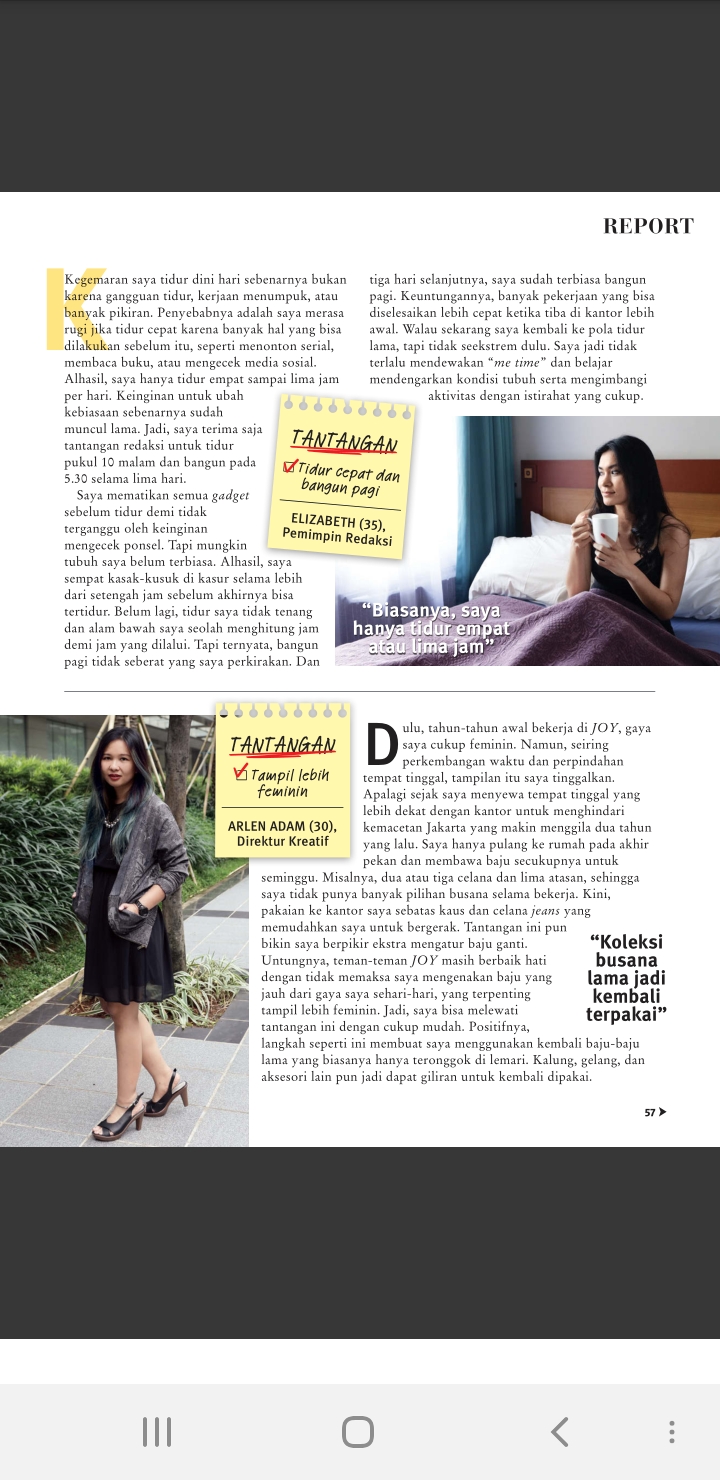 REPORT
Kegemaran saya tidur dini hari sebenarnya bukan
karena gangguan tidur, kerjaan menumpuk, atau
banyak pikiran. Penyebabnya adalah saya merasa
rugi jika tidur cepat karena banyak hal yang bisa
dilakukan sebelum itu, seperti menonton serial,
membaca buku, atau mengecek media sosial.
Alhasil, saya hanya tidur empat sampai lima jam
per hari. Keinginan untuk ubah
kebiasaan sebenarnya sudah
muncul lama. Jadi, saya terima saja
tantangan redaksi untuk tidur
pukul 10 malam dan bangun pada
5.30 selama lima hari.
Saya mematikan semua gadget
sebelum tidur demi tidak
terganggu oleh keinginan
mengecek ponsel. Tapi mungkin
tubuh saya belum terbiasa. Alhasil, saya
sempat kasak-kusuk di kasur selama lebih
dari setengah jam sebelum akhirnya bisa
tertidur. Belum lagi, tidur saya tidak tenang
dan alam bawah saya seolah menghitung jam
demi jam yang dilalui. Tapi ternyata, bangun
pagi tidak seberat yang saya perkirakan. Dan
tiga hari selanjutnya, saya sudah terbiasa bangun
pagi. Keuntungannya, banyak pekerjaan yang bisa
diselesaikan lebih cepat ketika tiba di kantor lebih
awal. Walau sekarang saya kembali ke pola tidur
lama, tapi tidak seekstrem dulu. Saya jadi tidak
terlalu mendewakan “me time” dan belajar
mendengarkan kondisi tubuh serta mengimbangi
aktivitas dengan istirahat yang cukup.
TANTANGAN
Tidur cepat dan
bangun pagi
ELIZABETH (35),
Pemimpin Redaksi
“Biasanya, saya
hanya tidur empat
atau lima jam”
TANTANGAN
Tampil lebih
feminin
ARLEN ADAM (30),
Direktur Kreatif
Dulu, tahun-tahun awal bekerja di JOY, gaya
saya cukup feminin. Namun, seiring
perkembangan waktu dan perpindahan
tempat tinggal, tampilan itu saya tinggalkan.
Apalagi sejak saya menyewa tempat tinggal yang
lebih dekat dengan kantor untuk menghindari
kemacetan Jakarta yang makin menggila dua tahun
yang lalu. Saya hanya pulang ke rumah pada akhir
pekan dan membawa baju secukupnya untuk
seminggu. Misalnya, dua atau tiga celana dan lima atasan, sehingga
saya tidak punya banyak pilihan busana selama bekerja. Kini,
pakaian ke kantor saya sebatas kaus dan celana jeans yang
memudahkan saya untuk bergerak. Tantangan ini pun
bikin saya berpikir ekstra mengatur baju ganti.
Untungnya, teman-teman JOY masih berbaik hati
dengan tidak memaksa saya mengenakan baju yang
jauh dari gaya saya sehari-hari, yang terpenting
tampil lebih feminin. Jadi, saya bisa melewati
tantangan ini dengan cukup mudah. Positifnya,
langkah seperti ini membuat saya menggunakan kembali baju-baju
lama yang biasanya hanya teronggok di lemari. Kalung, gelang, dan
aksesori lain pun jadi dapat giliran untuk kembali dipakai.
“Koleksi
busana
lama jadi
kembali
terpakai”
57